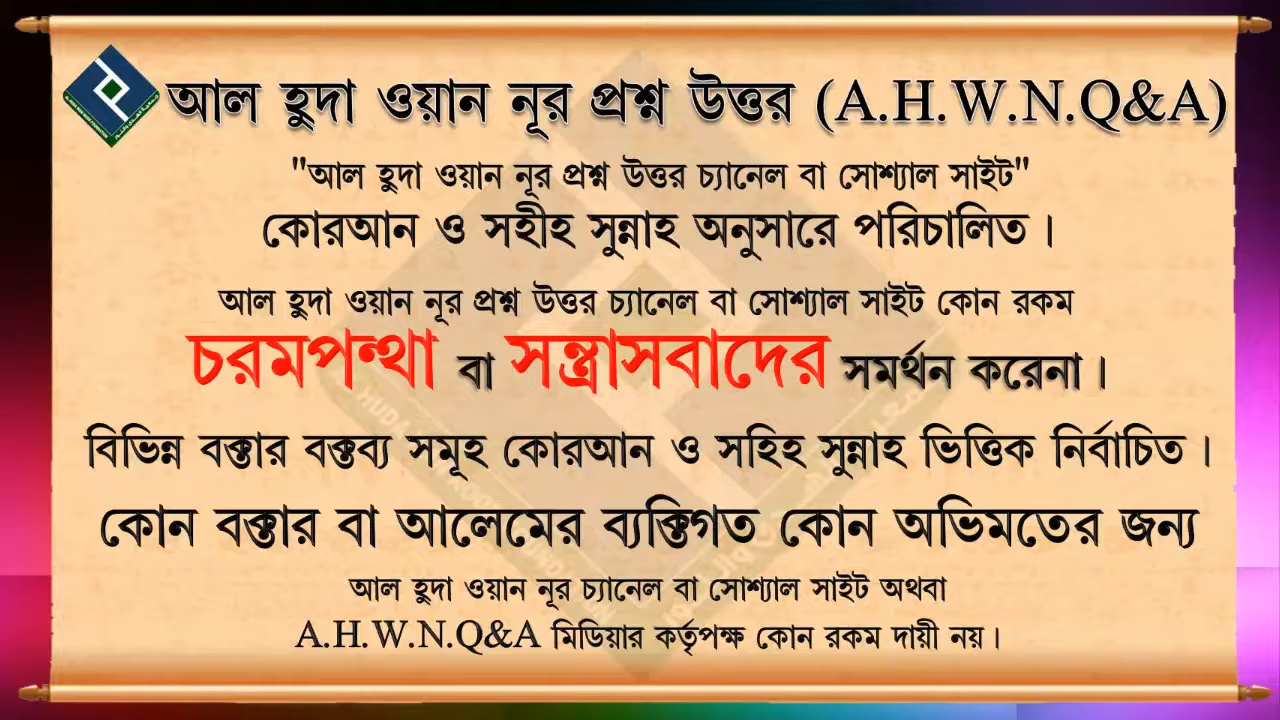 আল হুদা ওয়ান নূর প্রশ্ন উত্তর (A.H.W.N.Q&A)
"আল হুদা ওয়ান নূর প্রশ্ন উত্তর চ্যানেল বা সোশ্যাল সাইট"
কোরআন ও সহীহ সুন্নাহ অনুসারে পরিচালিত।
আল হুদা ওয়ান নূর প্রশ্ন উত্তর চ্যানেল বা সোশ্যাল সাইট কোন রকম
চরমপন্থা বা সন্ত্রাসবাদের সমর্থন করেনা।
বিভিন্ন বক্তার বক্তব্য সমূহ কোরআন ও সহিহ সুন্নাহ ভিত্তিক নির্বাচিত।
কোন বক্তার বা আলেমের ব্যক্তিগত কোন অভিমতের জন্য
আল হুদা ওয়ান নূর চ্যানেল বা সোশ্যাল সাইট অথবা
A.H.W.N.Q&A মিডিয়ার কর্তৃপক্ষ কোন রকম দায়ী নয়।